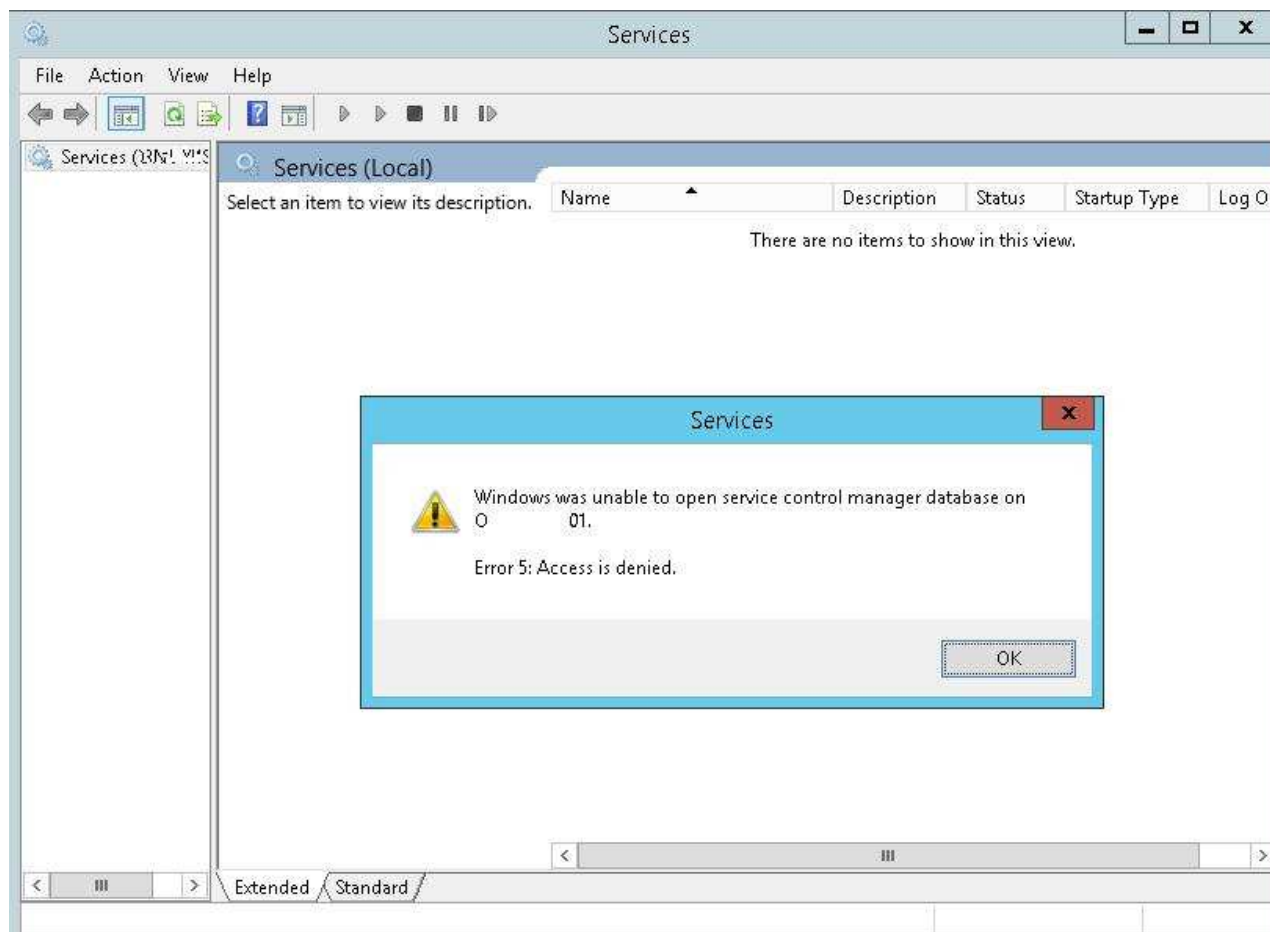 Services
File Action View Help
Services (
Services (Local)
Select an item to view its description.
Name Description Status Startup Type Log O
There are no items to show in this view.
Services
Windows was unable to open service control manager database on
O 01.
Error 5: Access is denied.
OK
Extended Standard